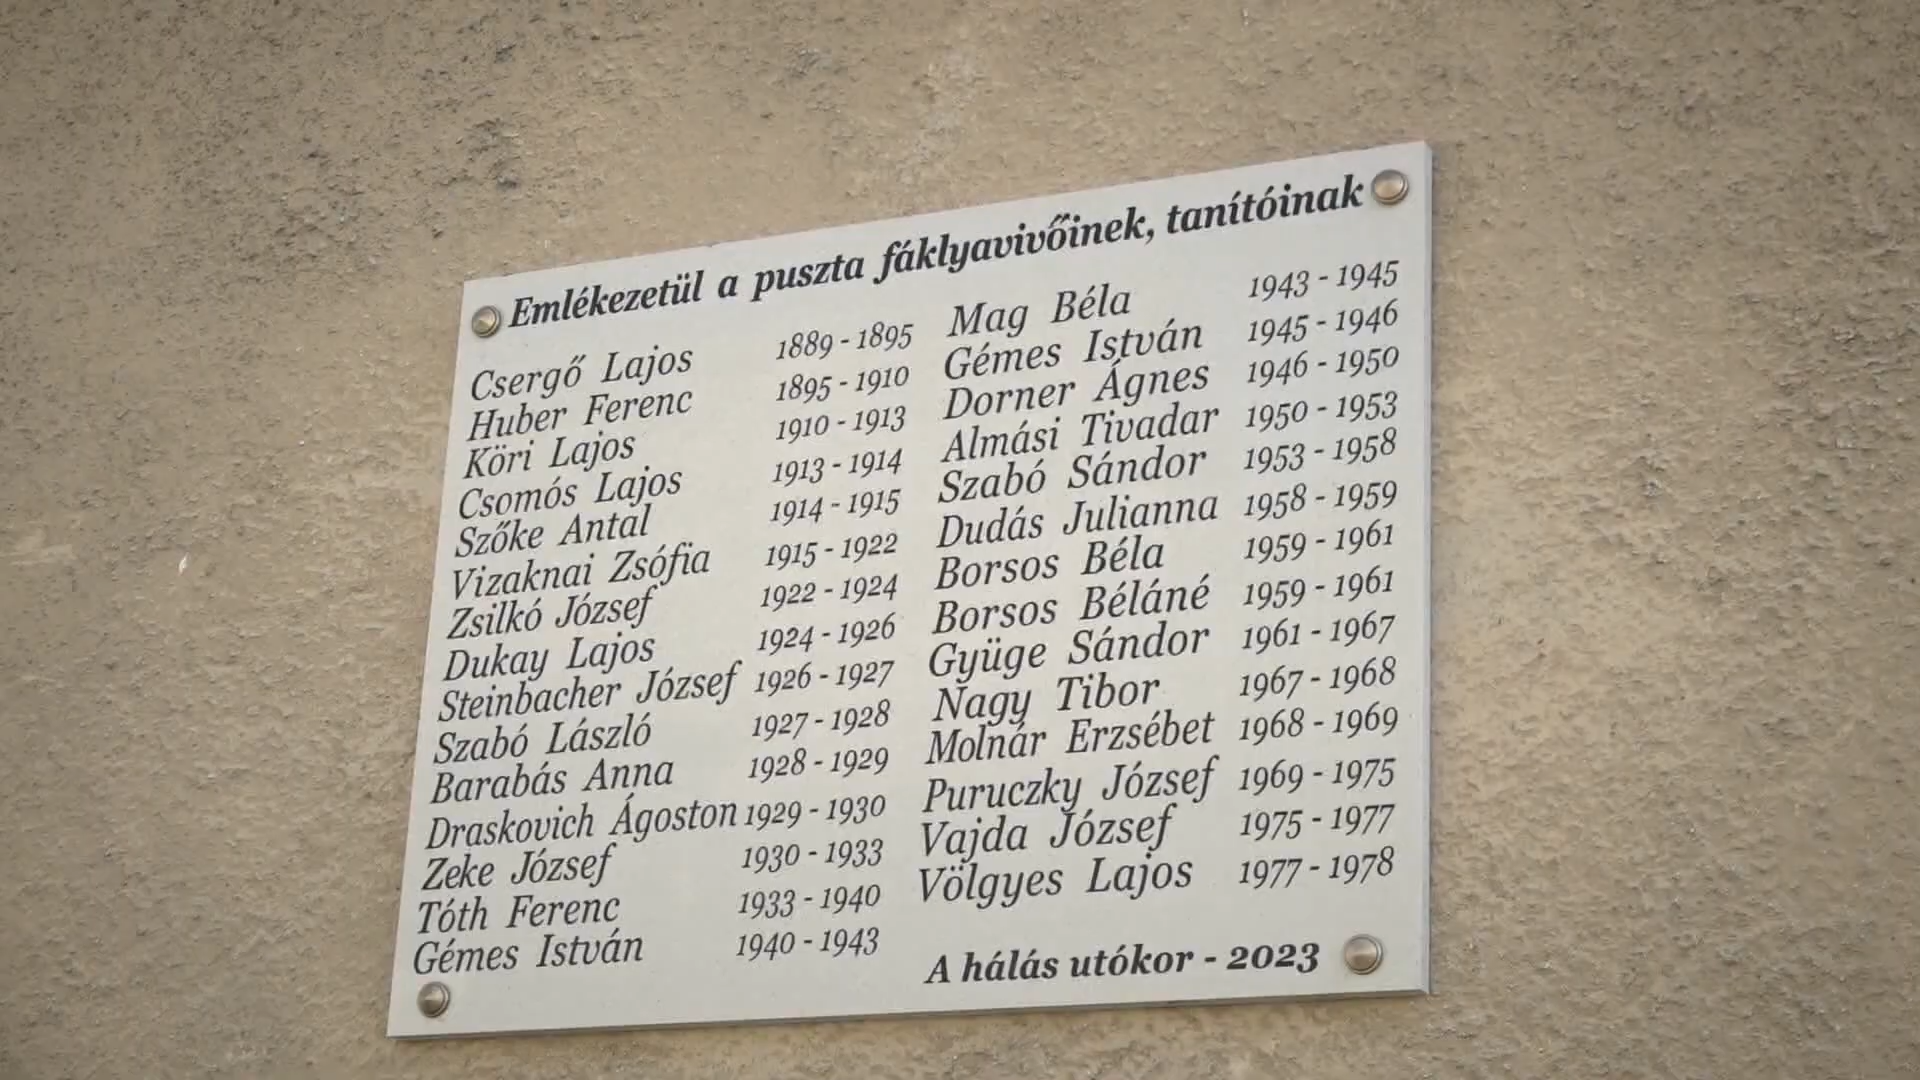 Emlékezetül a puszta fáklyavivőinek, tanítóinak
Csergő Lajos 1889 - 1895
Huber Ferenc 1895 - 1910
Köri Lajos 1910 - 1913
Csomós Lajos 1913 - 1914
Szőke Antal 1914 - 1915
Vizaknai Zsófia 1915 - 1922
Zsilkó József 1922 - 1924
Dukay Lajos 1924 - 1926
Steinbacher József 1926 - 1927
Szabó László 1927 - 1928
Barabás Anna 1928 - 1929
Draskovich Ágoston 1929 - 1930
Zeke József 1930 - 1933
Tóth Ferenc 1933 - 1940
Gémes István 1940 - 1943
Mag Béla 1943 - 1945
Gémes István 1945 - 1946
Dorner Ágnes 1946 - 1950
Almási Tivadar 1950 - 1953
Szabó Sándor 1953 - 1958
Dudás Julianna 1958 - 1959
Borsos Béla 1959 - 1961
Borsos Béláné 1959 - 1961
Gyüge Sándor 1961 - 1967
Nagy Tibor 1967 - 1968
Molnár Erzsébet 1968 - 1969
Puruczky József 1969 - 1975
Vajda József 1975 - 1977
Völgyes Lajos 1977 - 1978
A hálás utókor - 2023